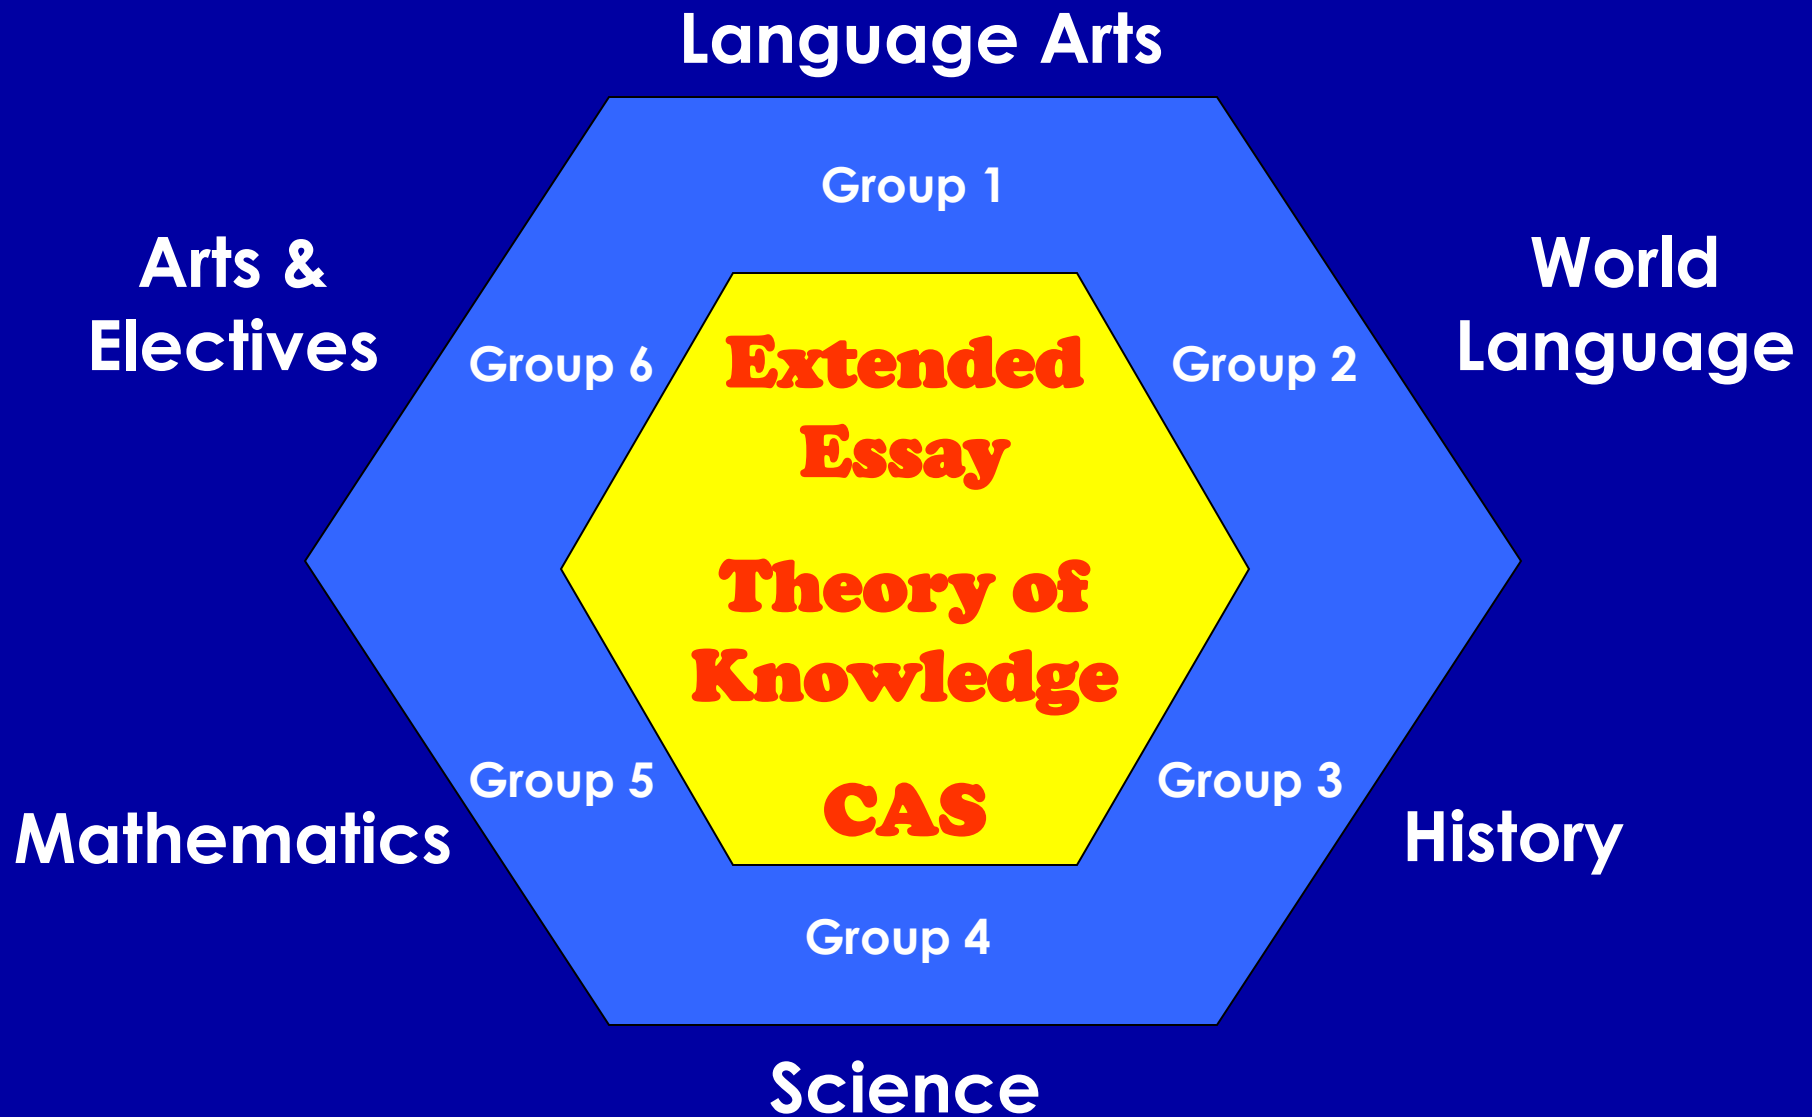 Language Arts
Group 1
Arts &
Electives
World
Language
Group 6
Group 2
Extended
Essay
Theory of
Knowledge
CAS
Group 5
Group 3
Mathematics
History
Group 4
Science